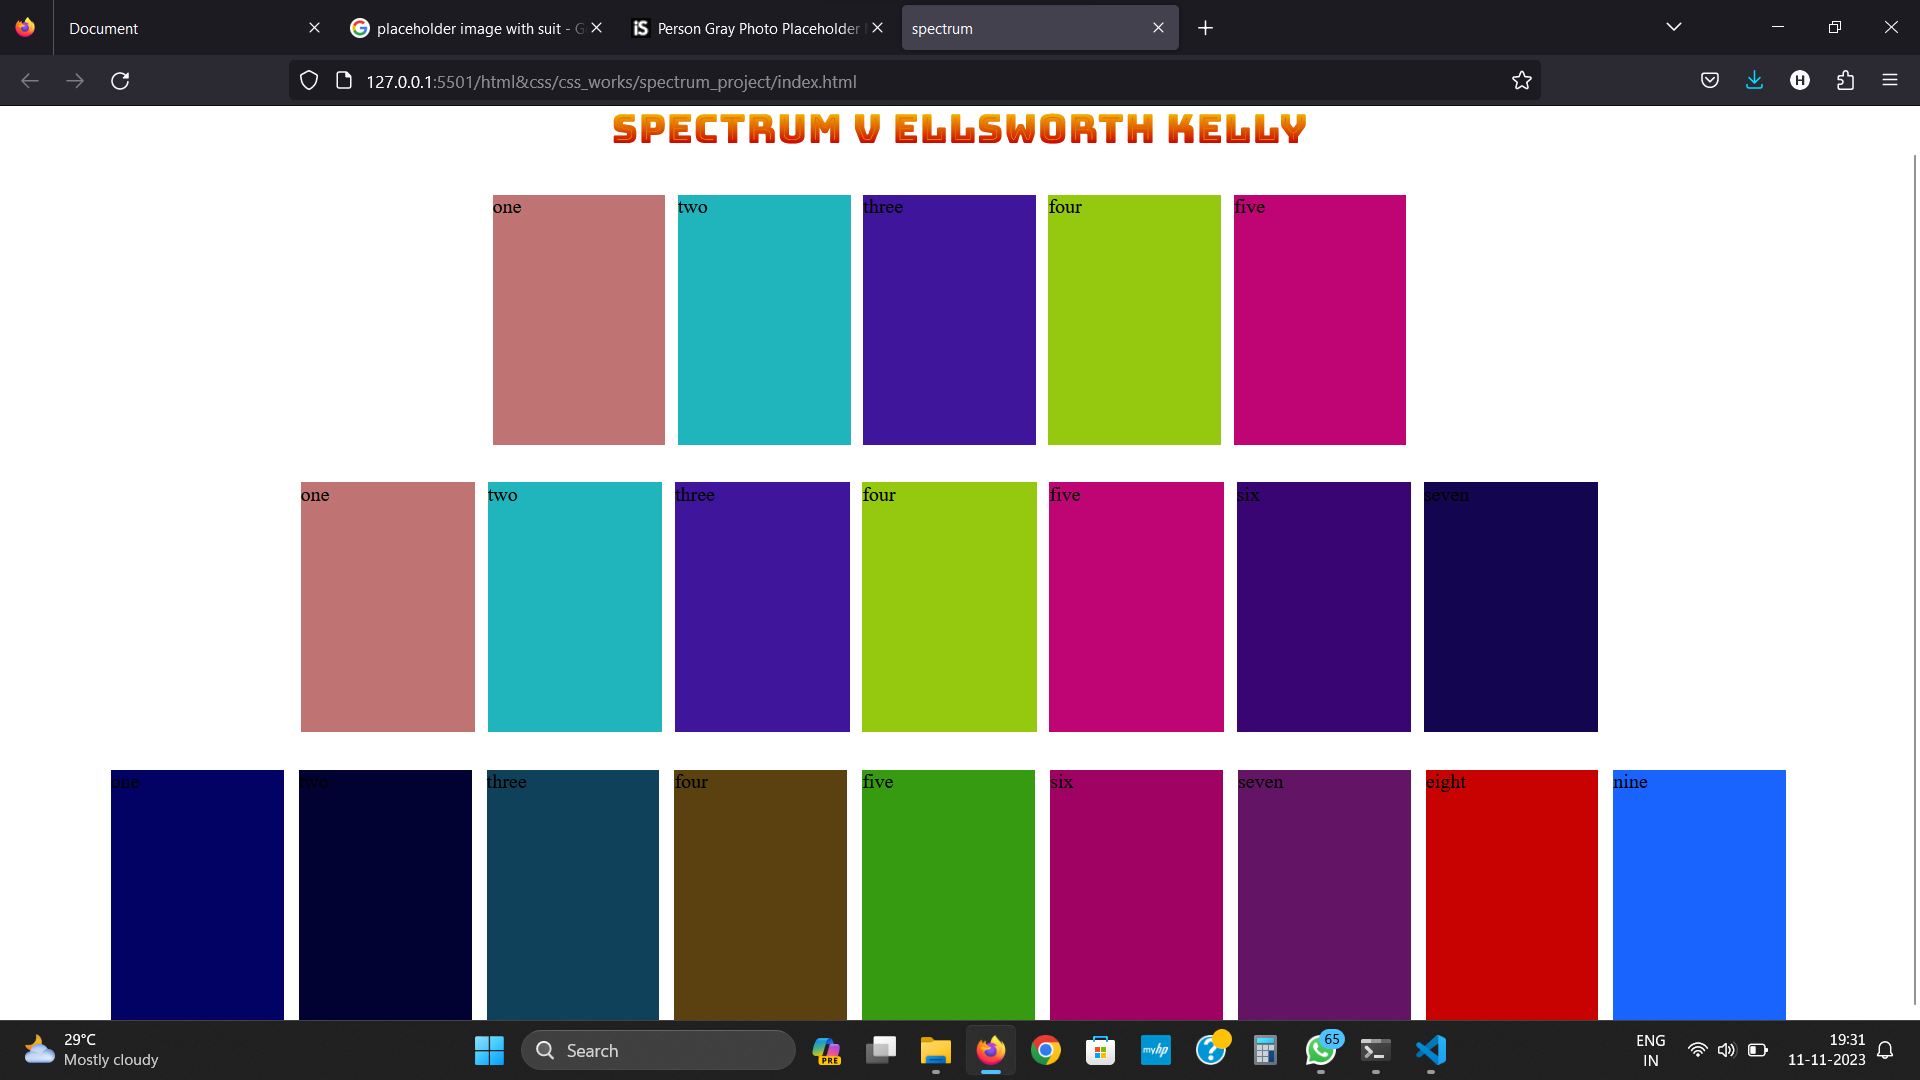 Document
placeholder image with suit - G
iS Person Gray Photo Placeholder
spectrum
127.0.0.1:5501/html&css/css_works/spectrum_project/index.html
H
SPECTRUM V ELLSWORTH KELLY
one two three four five
one two three four five six seven
one two three four five six seven eight nine
29°C
Mostly cloudy
Search
PRE
myhp
?
65
ENG
IN
19:31
11-11-2023